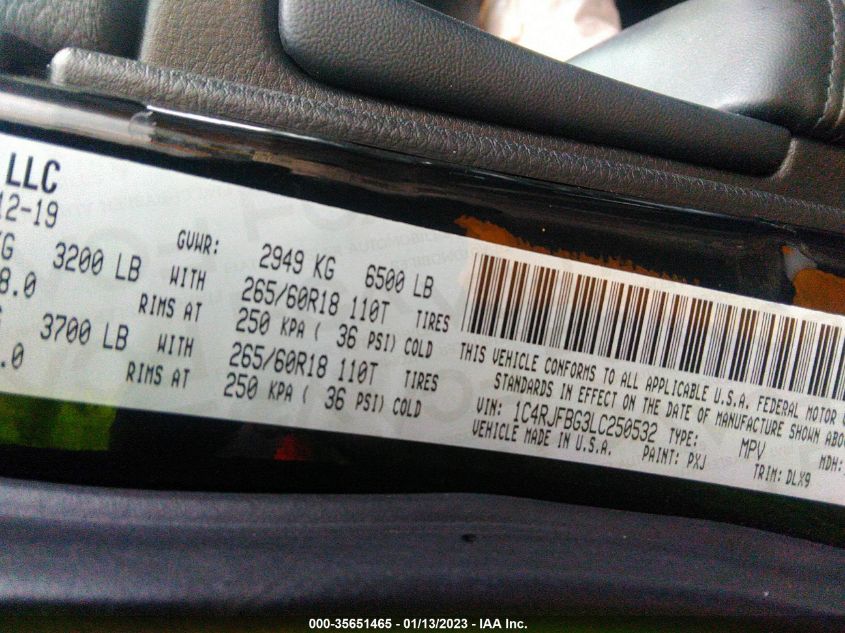 LLC
12-19
GVWR: 2949 KG 6500 LB
KG 3200 LB WITH 265/60R18 110T TIRES
8.0 RIMS AT 250 KPA ( 36 PSI) COLD
3700 LB WITH 265/60R18 110T TIRES
.0 RIMS AT 250 KPA ( 36 PSI) COLD
THIS VEHICLE CONFORMS TO ALL APPLICABLE U.S.A. FEDERAL MOTOR
STANDARDS IN EFFECT ON THE DATE OF MANUFACTURE SHOWN ABO
VIN: 1C4RJFBG3LC250532 TYPE: MPV MDH:
VEHICLE MADE IN U.S.A. PAINT: PXJ TRIM: DLX9
000-35651465 - 01/13/2023 - IAA Inc.